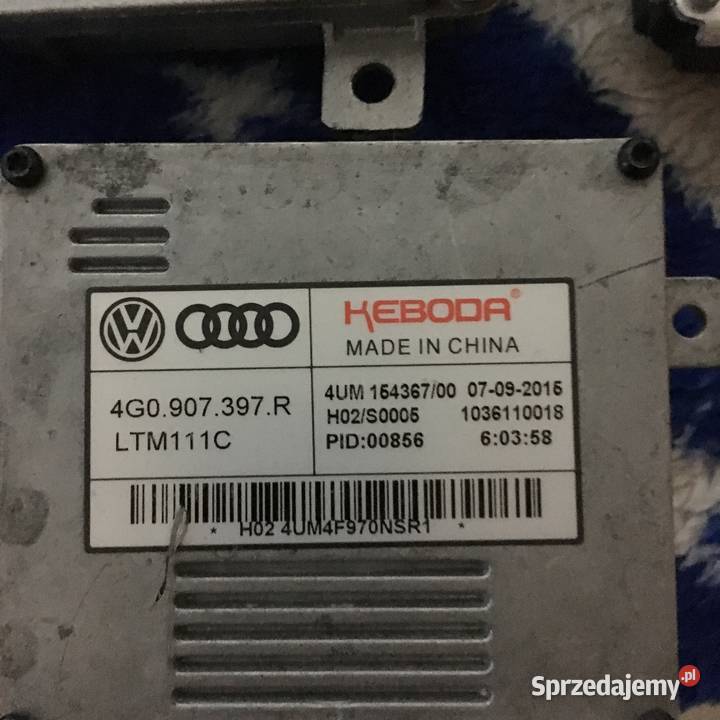 KEBODA®
MADE IN CHINA
4G0.907.397.R
LTM111C
4UM 154367/00 07-09-2015
H02/S0005 1036110018
PID:00856 6:03:58
* H02 4UM4F970NSR1 *
Sprzedajemy.pl